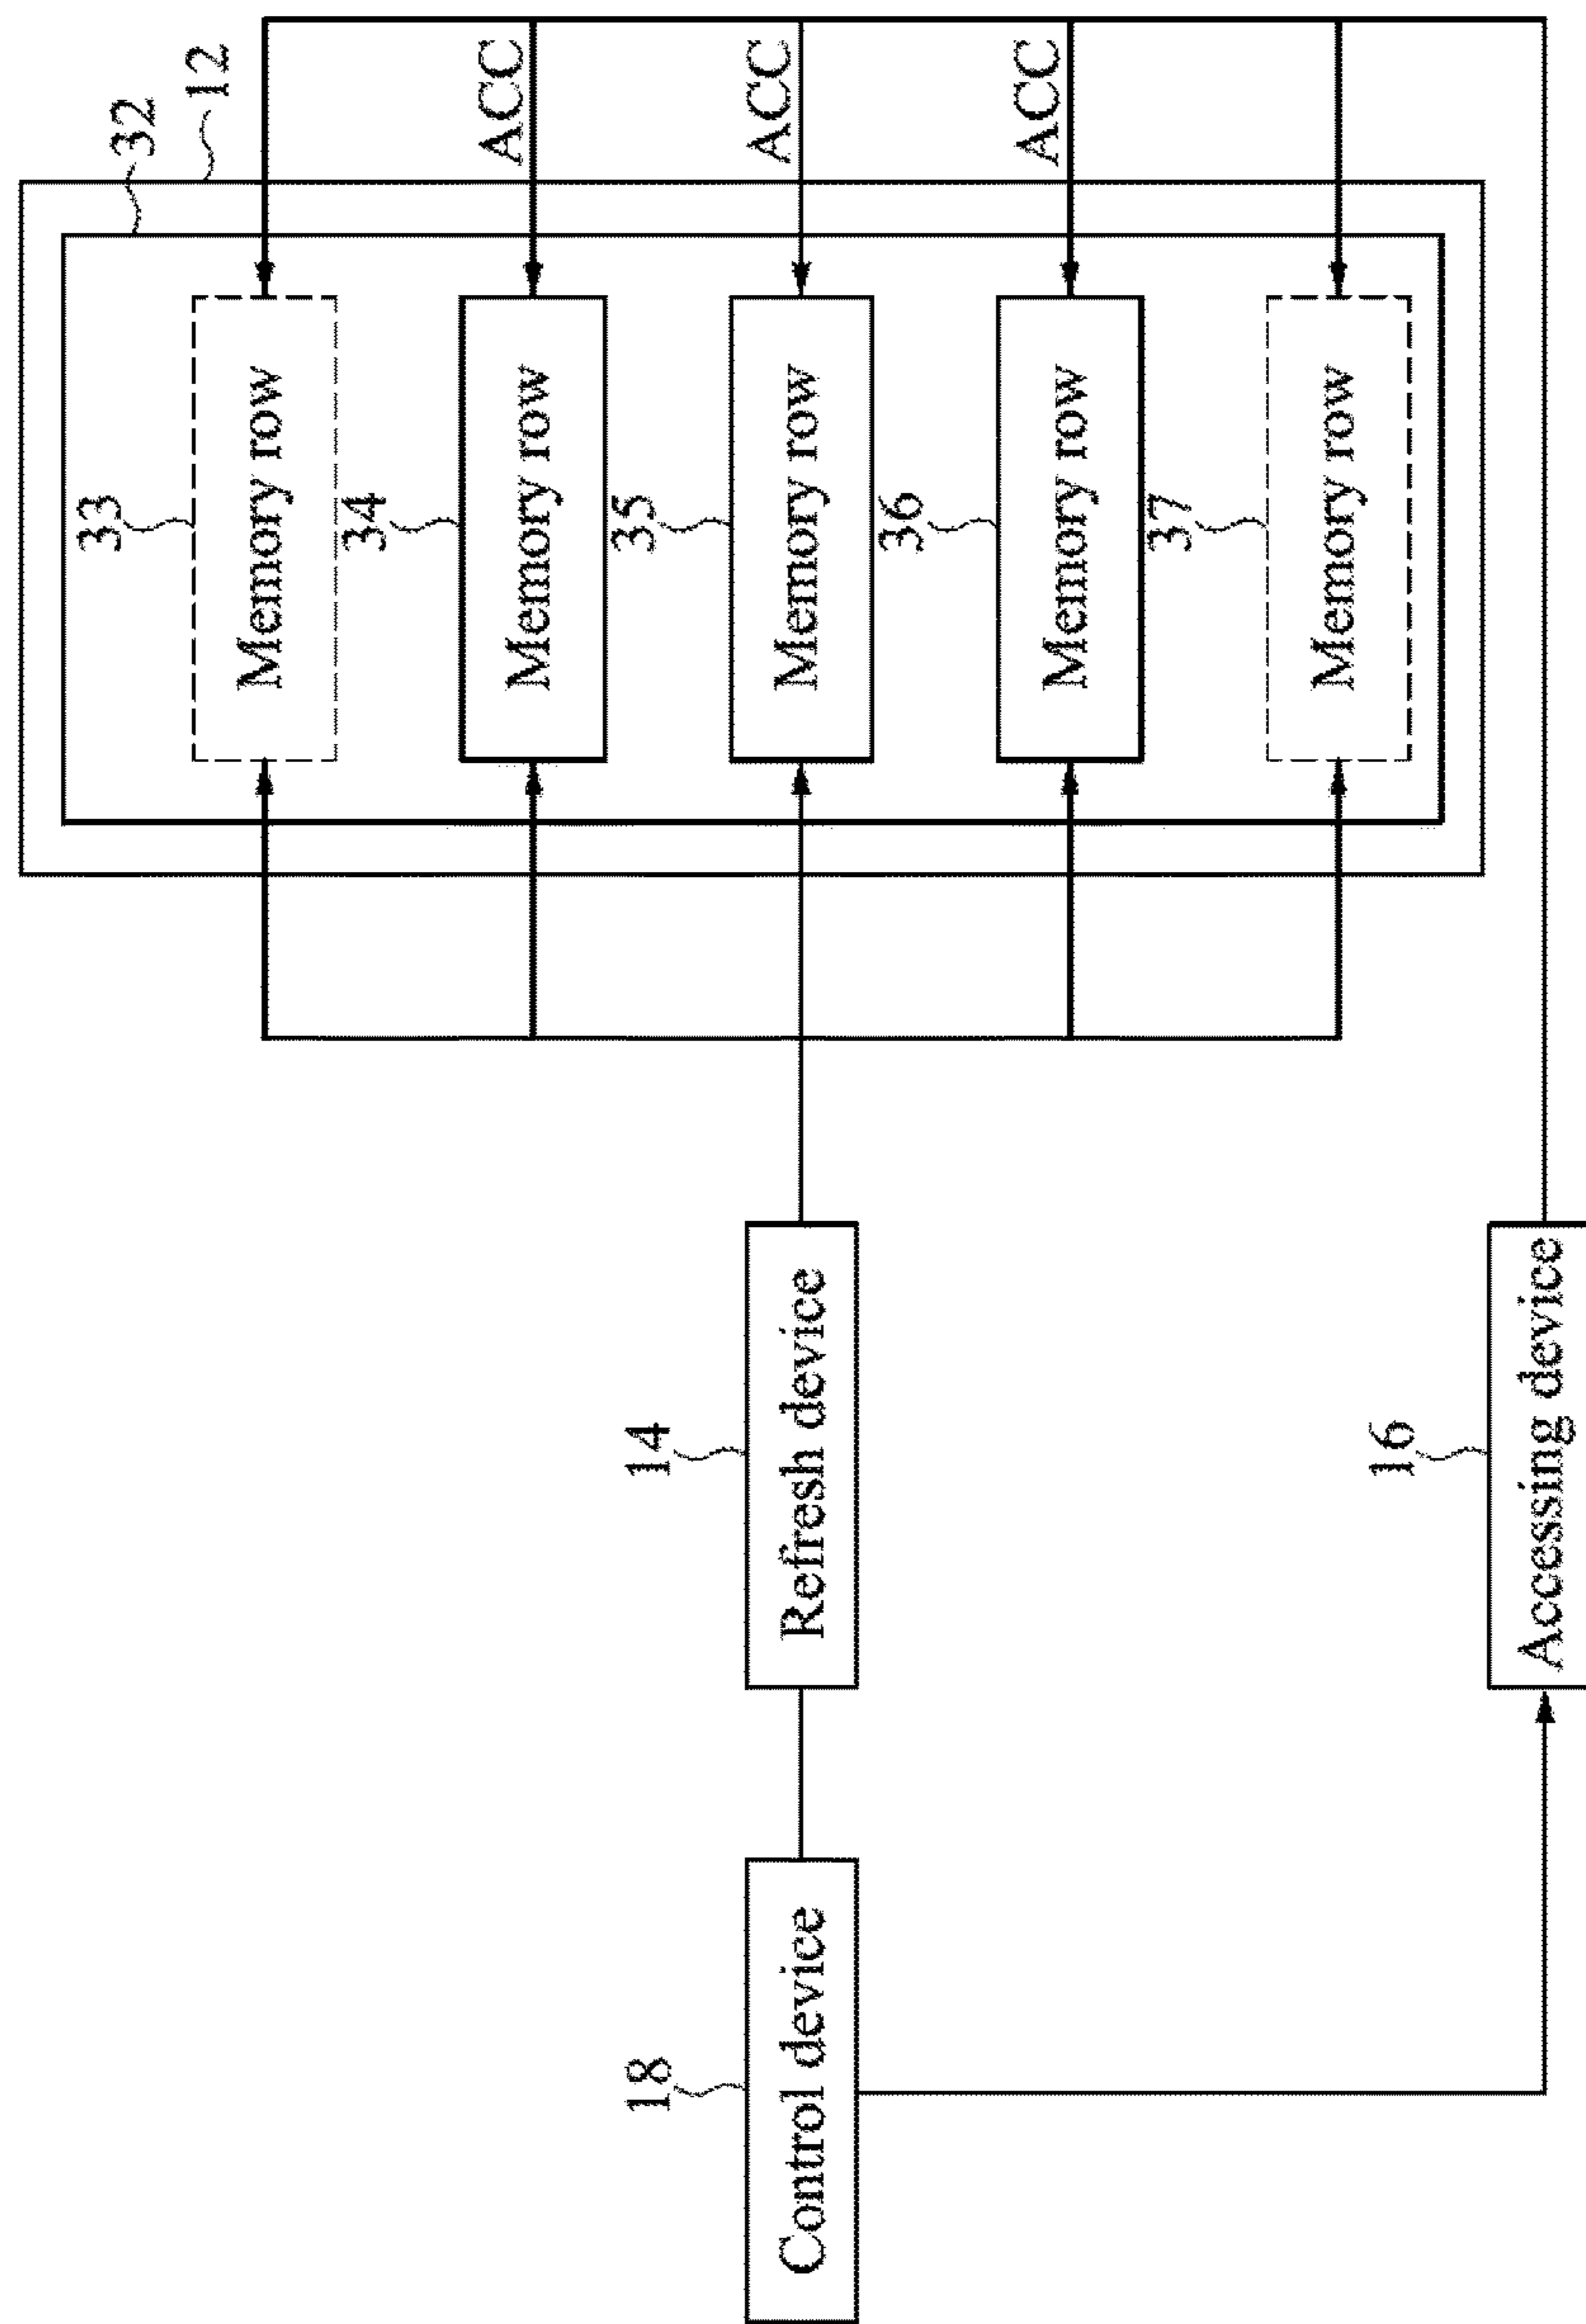 12
32
33
Memory row
ACC
34
Memory row
ACC
35
Memory row
ACC
36
Memory row
37
Memory row
18
Control device
14
Refresh device
16
Accessing device